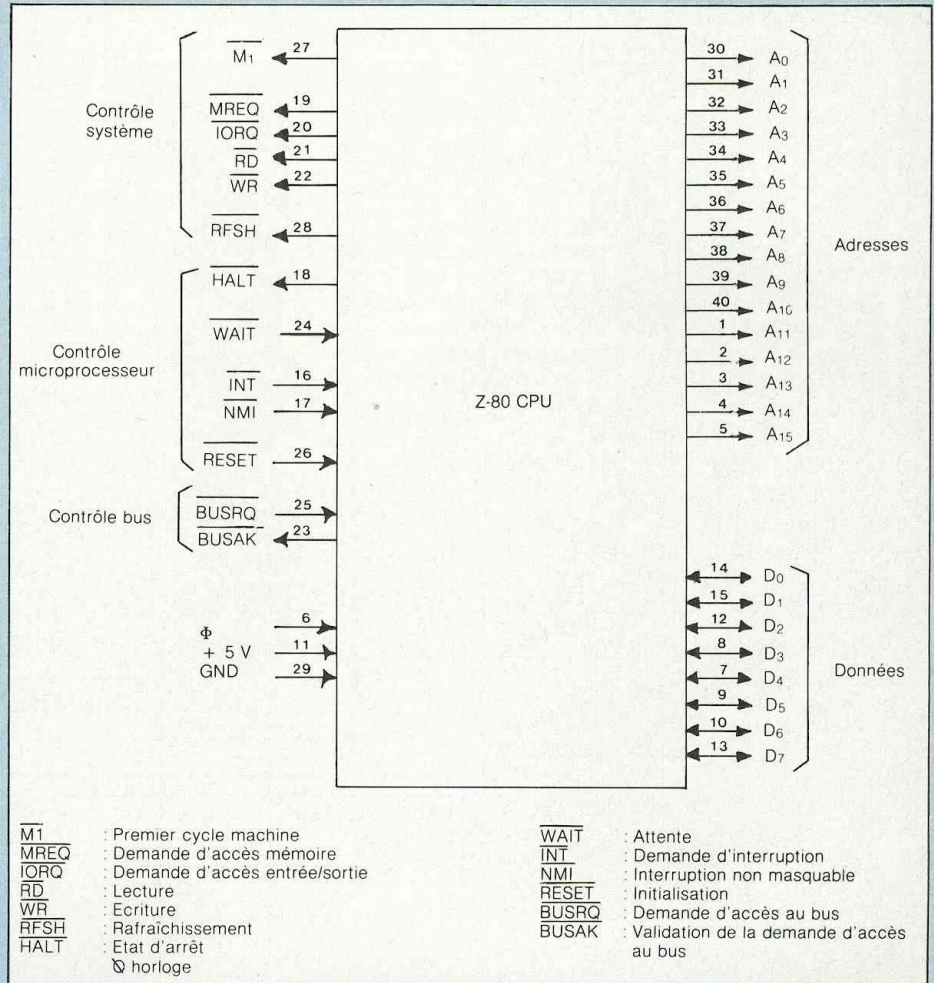 Contrôle
système
M1 27
MREQ 19
IORQ 20
RD 21
WR 22
RFSH 28
Contrôle
microprocesseur
HALT 18
WAIT 24
INT 16
NMI 17
RESET 26
Contrôle bus
BUSRQ 25
BUSAK 23
Φ 6
+ 5 V 11
GND 29
Z-80 CPU
30 A0
31 A1
32 A2
33 A3
34 A4
35 A5
36 A6
37 A7
38 A8
39 A9
40 A10
1 A11
2 A12
3 A13
4 A14
5 A15
Adresses
14 D0
15 D1
12 D2
8 D3
7 D4
9 D5
10 D6
13 D7
Données
M1 : Premier cycle machine
MREQ : Demande d'accès mémoire
IORQ : Demande d'accès entrée/sortie
RD : Lecture
WR : Ecriture
RFSH : Rafraîchissement
HALT : Etat d'arrêt
horloge
WAIT : Attente
INT : Demande d'interruption
NMI : Interruption non masquable
RESET : Initialisation
BUSRQ : Demande d'accès au bus
BUSAK : Validation de la demande d'accès
au bus